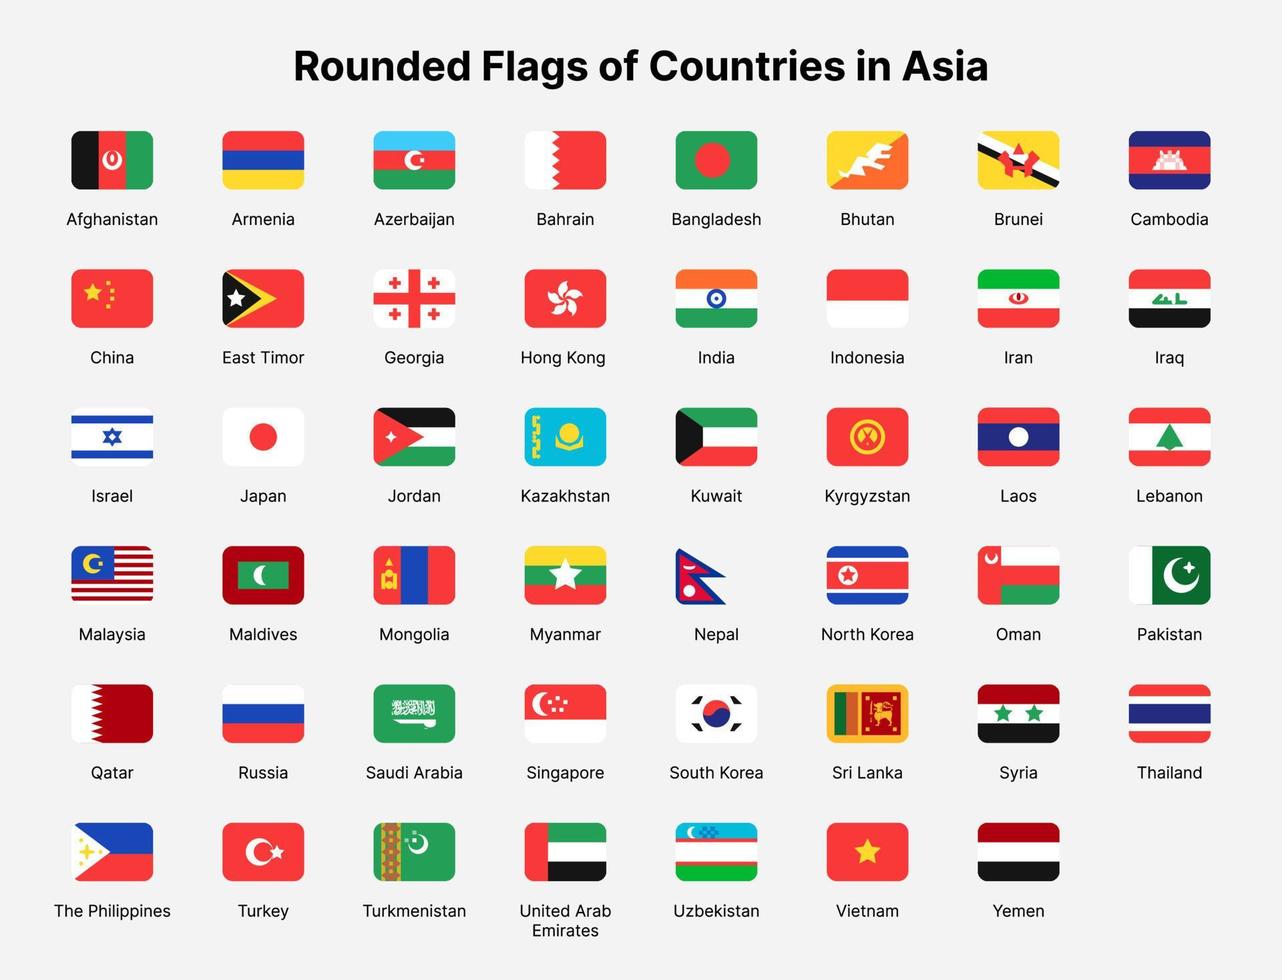 Rounded Flags of Countries in Asia
Afghanistan Armenia Azerbaijan Bahrain Bangladesh Bhutan Brunei Cambodia
China East Timor Georgia Hong Kong India Indonesia Iran Iraq
Israel Japan Jordan Kazakhstan Kuwait Kyrgyzstan Laos Lebanon
Malaysia Maldives Mongolia Myanmar Nepal North Korea Oman Pakistan
Qatar Russia Saudi Arabia Singapore South Korea Sri Lanka Syria Thailand
The Philippines Turkey Turkmenistan United Arab Emirates Uzbekistan Vietnam Yemen